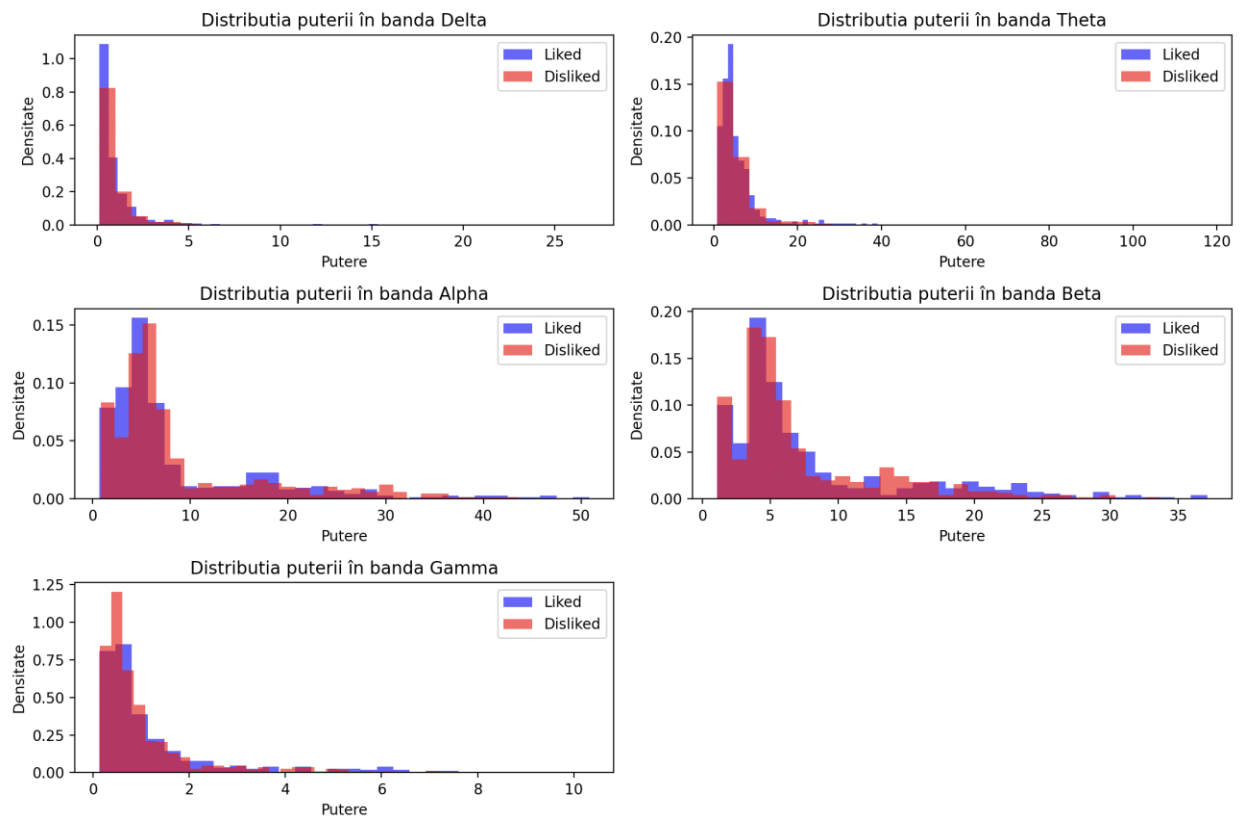 Distributia puterii în banda Delta
Densitate
1.0
0.8
0.6
0.4
0.2
0.0
Liked
Disliked
0 5 10 15 20 25
Putere
Distributia puterii în banda Theta
Densitate
0.20
0.15
0.10
0.05
0.00
Liked
Disliked
0 20 40 60 80 100 120
Putere
Distributia puterii în banda Alpha
Densitate
0.15
0.10
0.05
0.00
Liked
Disliked
0 10 20 30 40 50
Putere
Distributia puterii în banda Beta
Densitate
0.20
0.15
0.10
0.05
0.00
Liked
Disliked
0 5 10 15 20 25 30 35
Putere
Distributia puterii în banda Gamma
Densitate
1.25
1.00
0.75
0.50
0.25
0.00
Liked
Disliked
0 2 4 6 8 10
Putere